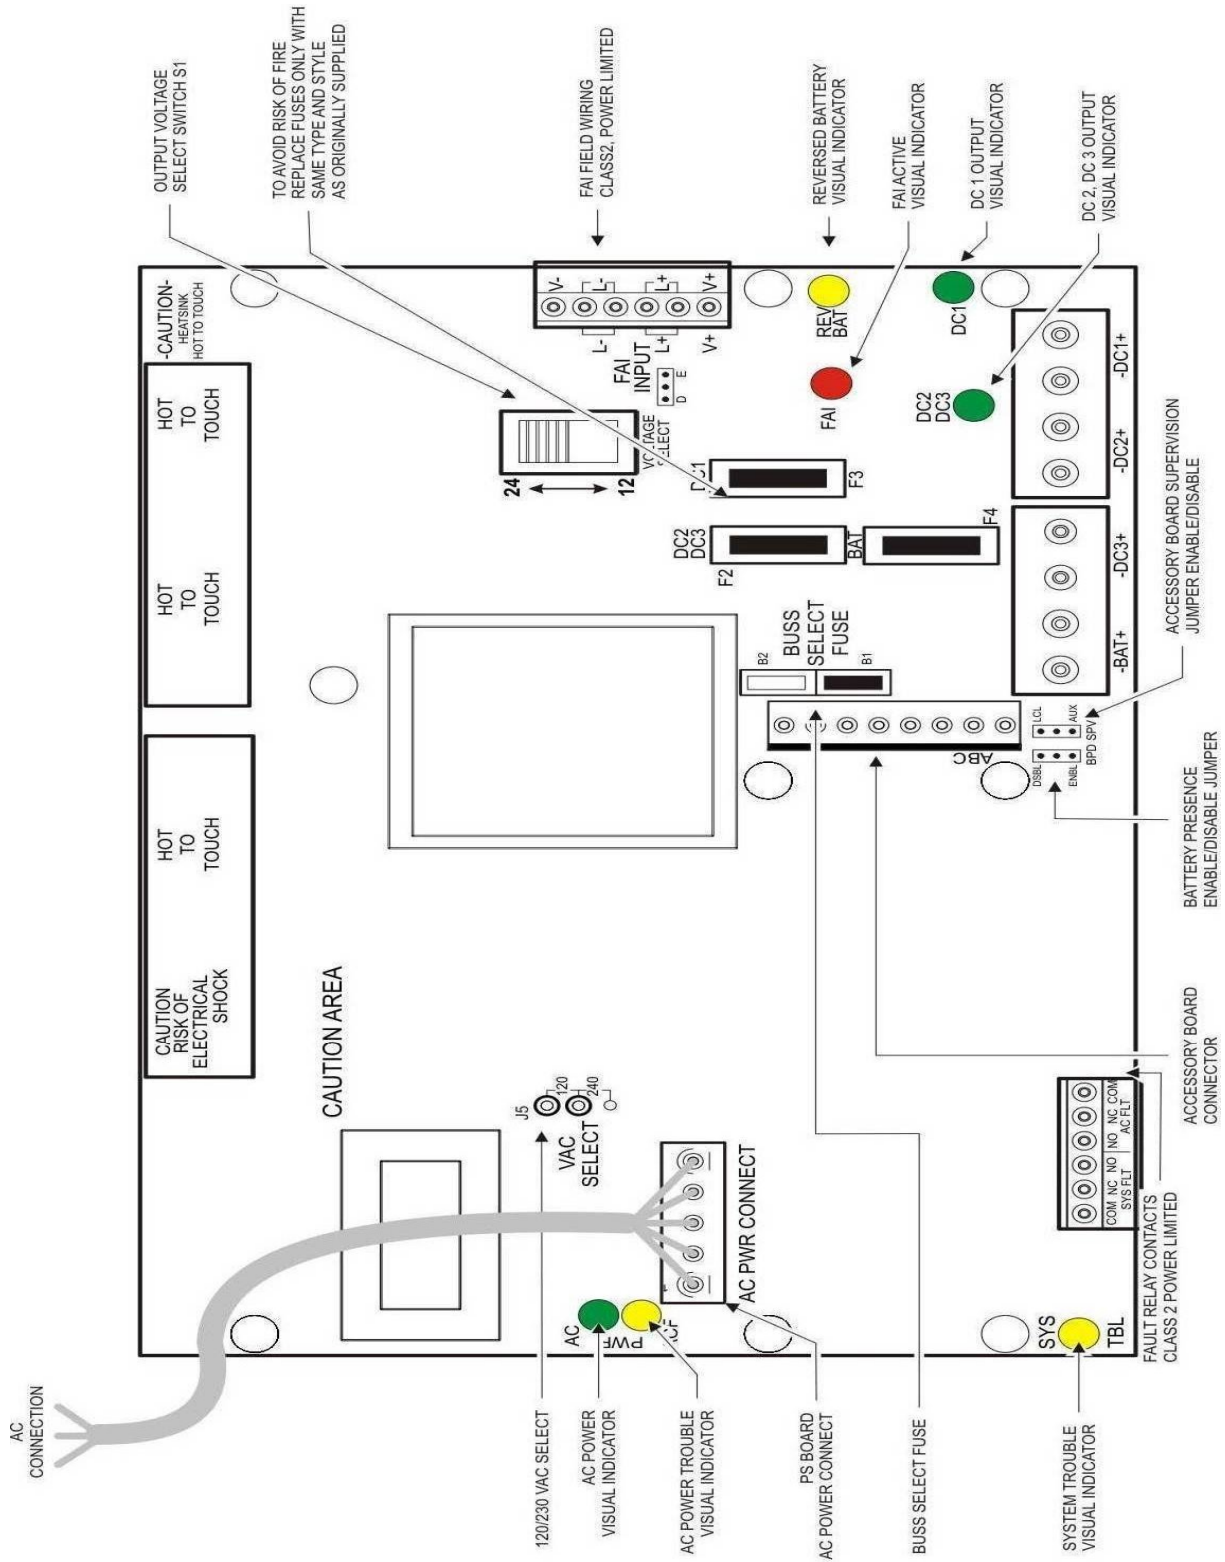 OUTPUT VOLTAGE
SELECT SWITCH S1
TO AVOID RISK OF FIRE
REPLACE FUSES ONLY WITH
SAME TYPE AND STYLE
AS ORIGINALLY SUPPLIED
FAI FIELD WIRING
CLASS2, POWER LIMITED
REVERSED BATTERY
VISUAL INDICATOR
FAI ACTIVE
VISUAL INDICATOR
DC 1 OUTPUT
VISUAL INDICATOR
DC 2, DC 3 OUTPUT
VISUAL INDICATOR
-CAUTION-
HEATSINK
HOT TO TOUCH
HOT
TO
TOUCH
HOT
TO
TOUCH
HOT
TO
TOUCH
CAUTION
RISK OF
ELECTRICAL
SHOCK
CAUTION AREA
V-
L-
L+
V+
L-
L+
V+
FAI
INPUT
D E
24
12
VOLTAGE
SELECT
REV
BAT
FAI
DC1
DC2
DC3
DC1
F3
DC2
DC3
F2
BAT
F4
B2
BUSS
SELECT
FUSE
B1
ABC
-DC1+
-DC2+
-DC3+
-BAT+
LCL
AUX
SPV
DSBL
ENBL
BPD
ACCESSORY BOARD SUPERVISION
JUMPER ENABLE/DISABLE
BATTERY PRESENCE
ENABLE/DISABLE JUMPER
ACCESSORY BOARD
CONNECTOR
J5
120
240
VAC
SELECT
AC PWR CONNECT
COM NC NO NO NC COM
SYS FLT AC FLT
FAULT RELAY CONTACTS
CLASS 2 POWER LIMITED
AC
PWF
SYS
TBL
AC
CONNECTION
120/230 VAC SELECT
AC POWER
VISUAL INDICATOR
AC POWER TROUBLE
VISUAL INDICATOR
PS BOARD
AC POWER CONNECT
BUSS SELECT FUSE
SYSTEM TROUBLE
VISUAL INDICATOR